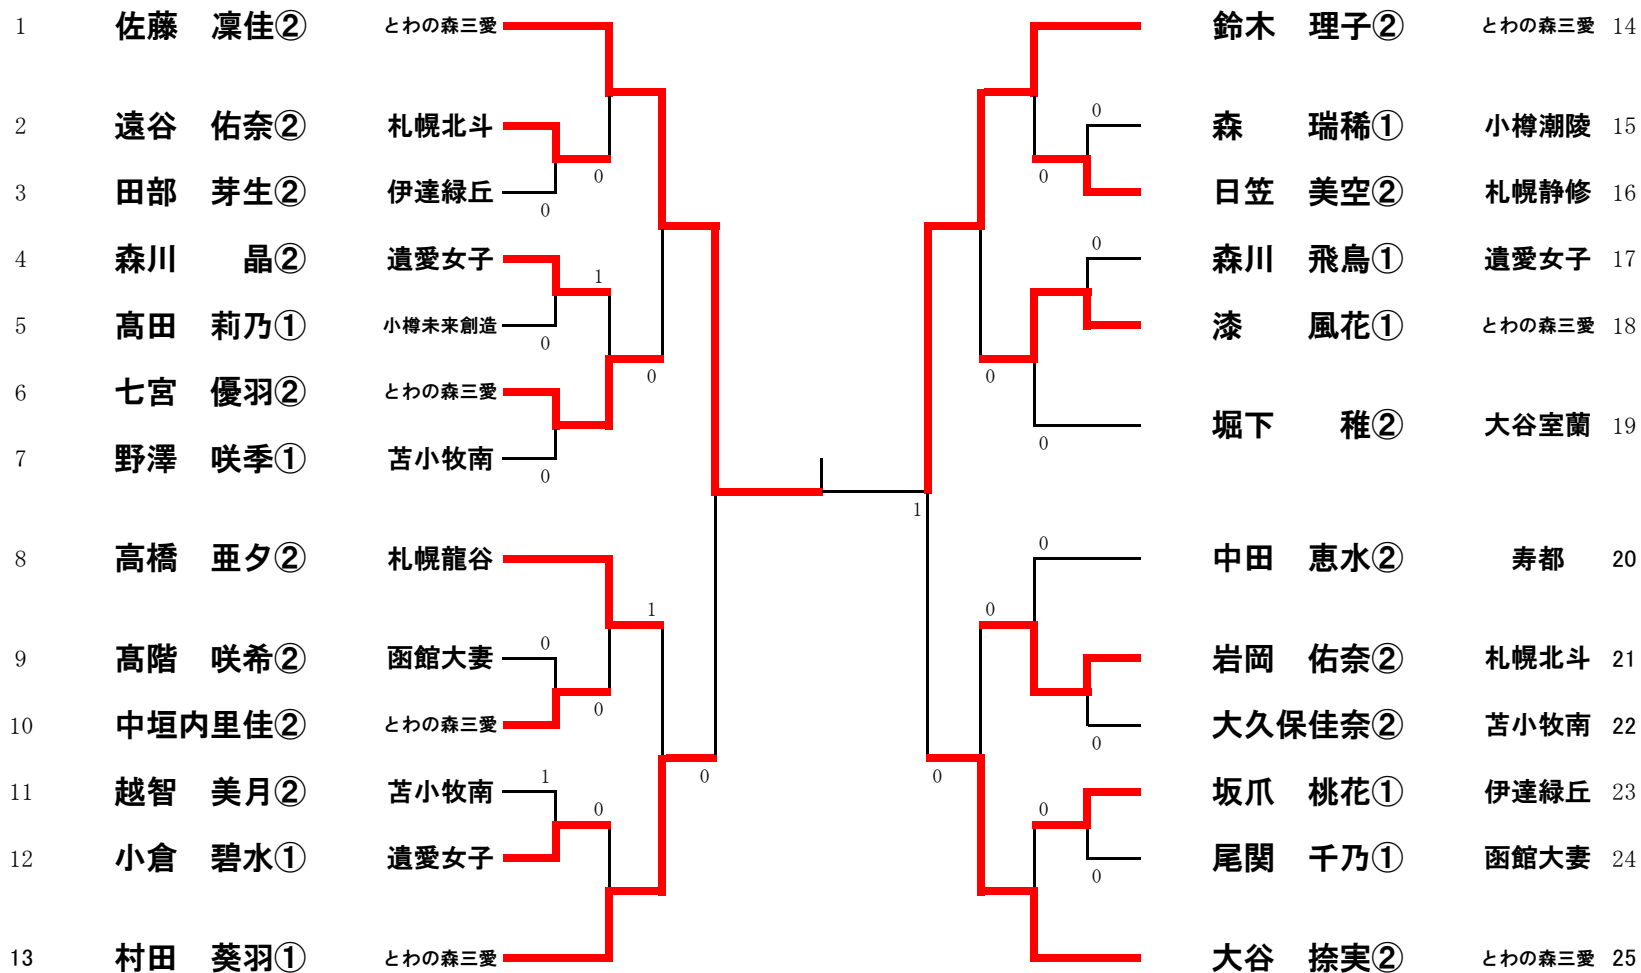 1 佐藤 凜佳② とわの森三愛
2 遠谷 佑奈② 札幌北斗
0
3 田部 芽生② 伊達緑丘
0
4 森川 晶② 遺愛女子
1
5 髙田 莉乃① 小樽未来創造
0
0
6 七宮 優羽② とわの森三愛
7 野澤 咲季① 苫小牧南
0
8 高橋 亜夕② 札幌龍谷
1
0
9 髙階 咲希② 函館大妻
0
10 中垣内里佳② とわの森三愛
0
1
11 越智 美月② 苫小牧南
0
12 小倉 碧水① 遺愛女子
13 村田 葵羽① とわの森三愛
1
鈴木 理子② とわの森三愛 14
0
森 瑞稀① 小樽潮陵 15
0
日笠 美空② 札幌静修 16
0
森川 飛鳥① 遺愛女子 17
漆 風花① とわの森三愛 18
0
堀下 稚② 大谷室蘭 19
0
0
中田 恵水② 寿都 20
0
岩岡 佑奈② 札幌北斗 21
大久保佳奈② 苫小牧南 22
0
0
坂爪 桃花① 伊達緑丘 23
0
尾関 千乃① 函館大妻 24
0
大谷 捺実② とわの森三愛 25